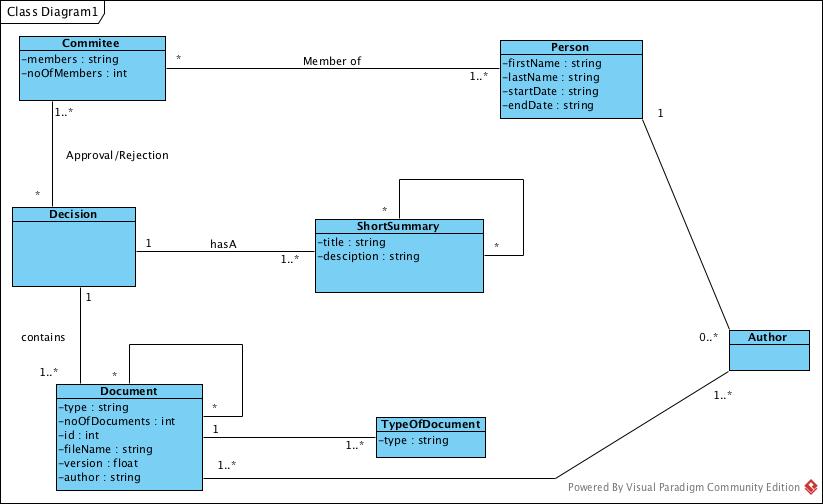 Class Diagram1
Commitee
-members : string
-noOfMembers : int
*
Member of
1..*
Person
-firstName : string
-lastName : string
-startDate : string
-endDate : string
1..*
Approval/Rejection
*
1
Decision
1
hasA
1..*
*
ShortSummary
-title : string
-desciption : string
*
1
contains
1..*
*
Document
-type : string
-noOfDocuments : int
-id : int
-fileName : string
-version : float
-author : string
*
1
1..*
TypeOfDocument
-type : string
1..*
0..*
Author
1..*
Powered By Visual Paradigm Community Edition